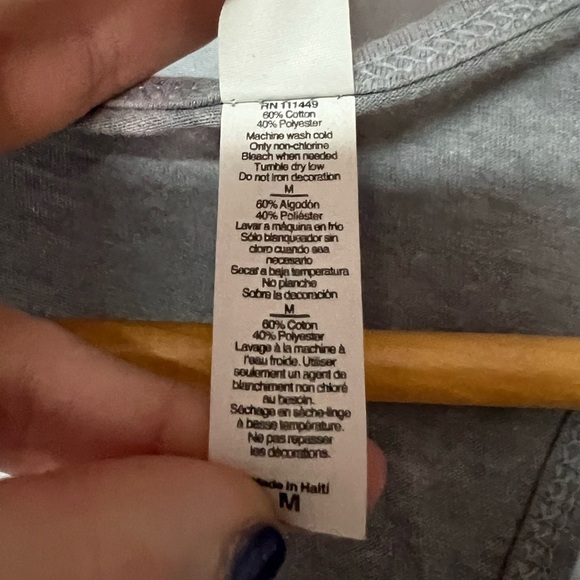 RN 111449
60% Cotton
40% Polyester
Machine wash cold
Only non-chlorine
Bleach when needed
Tumble dry low
Do not iron decoration
M
60% Algodón
40% Poliéster
Lavar a máquina en frío
Sólo blanqueador sin
cloro cuando sea
necesario
Secar a baja temperatura
No planche
Sobre la decoración
M
60% Coton
40% Polyester
Lavage à la machine à
l'eau froide. Utiliser
seulement un agent de
blanchiment non chloré
au besoin.
Séchage en sèche-linge
à basse température.
Ne pas repasser
les décorations.
Made in Haiti
M